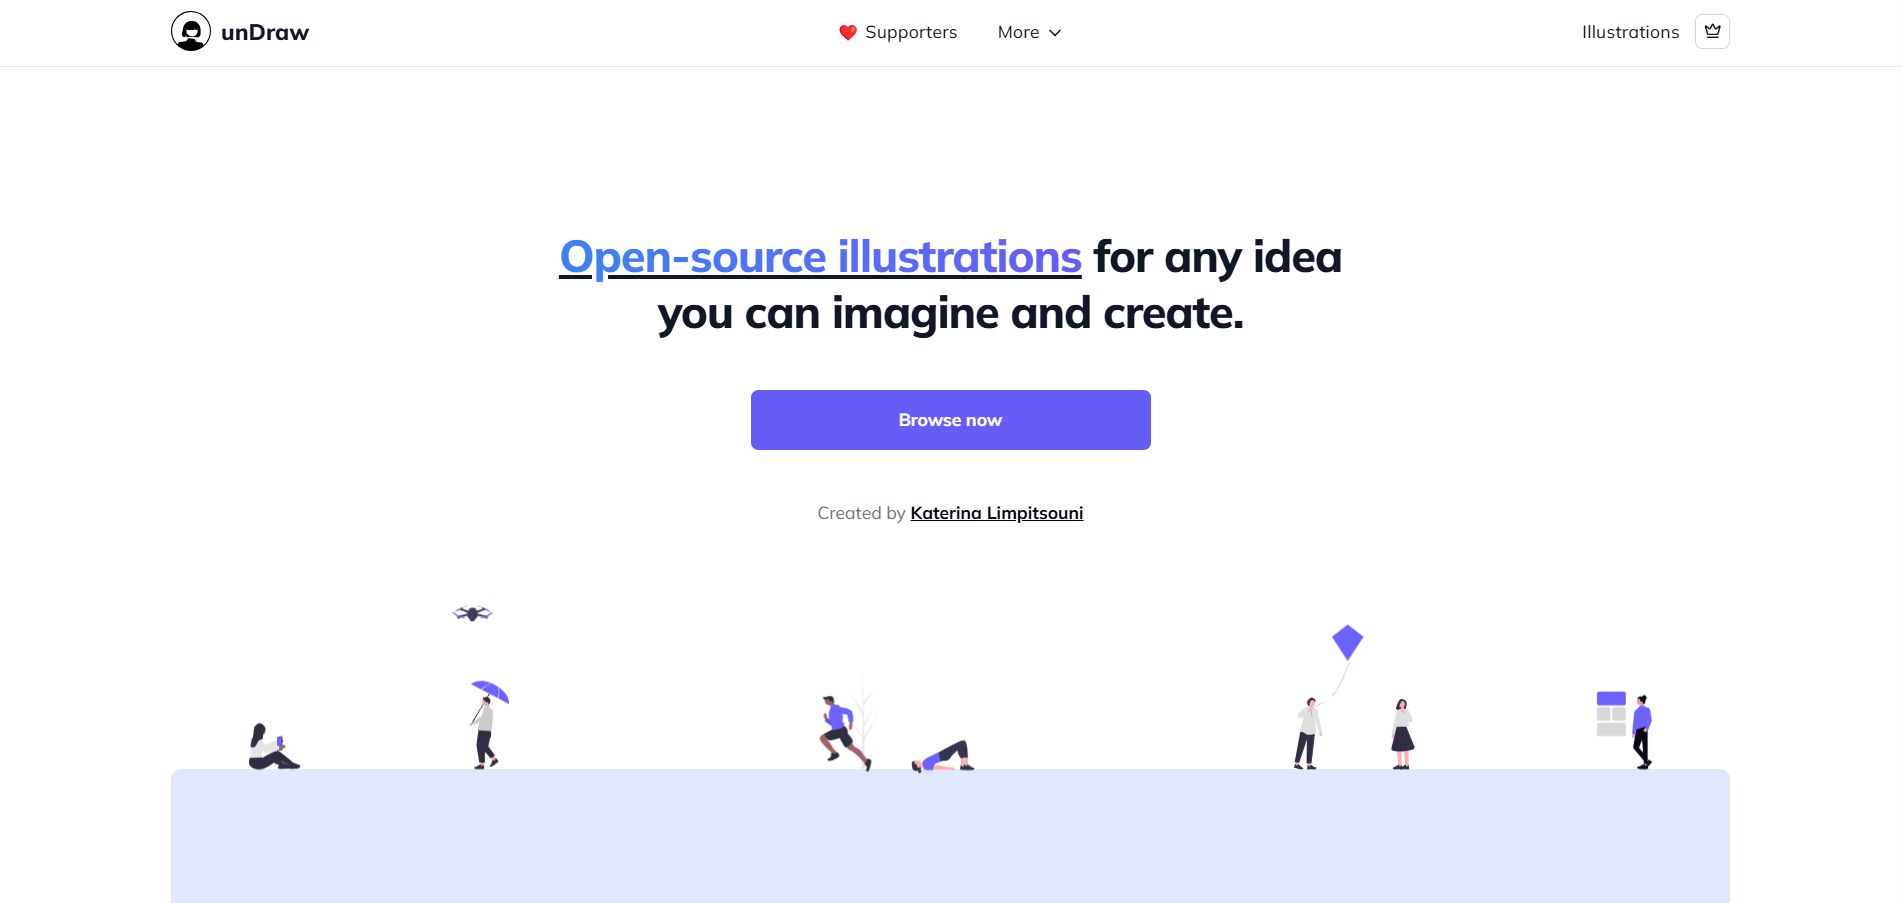 unDraw
Supporters
More
Illustrations
Open-source illustrations for any idea
you can imagine and create.
Browse now
Created by Katerina Limpitsouni